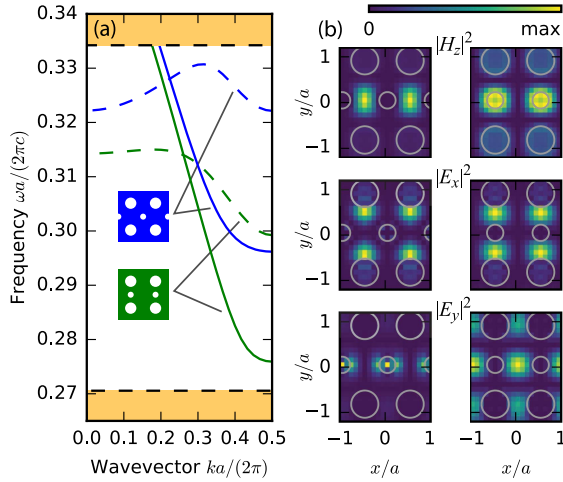 (a)
0.34
0.33
0.32
0.31
0.30
0.29
0.28
0.27
Frequency ωa/(2πc)
0.0 0.1 0.2 0.3 0.4 0.5
Wavevector ka/(2π)
(b)
0 max
|H_z|^2
y/a
1
0
−1
|E_x|^2
y/a
1
0
−1
|E_y|^2
y/a
1
0
−1
−1 0 1 −1 0 1
x/a x/a